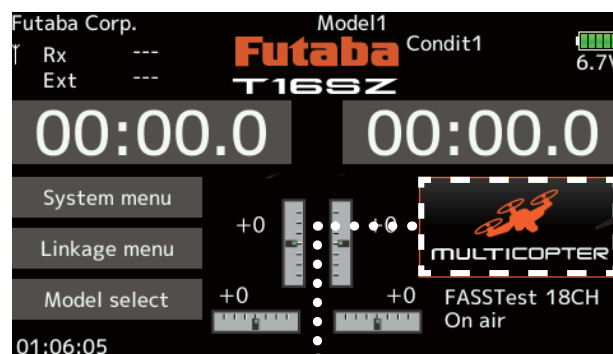 Futaba Corp.
Model1
Rx ---
Ext ---
Futaba
T16SZ
Condit1
6.7V
00:00.0
00:00.0
System menu
Linkage menu
Model select
+0
+0
+0
+0
MULTICOPTER
FASSTest 18CH
On air
01:06:05